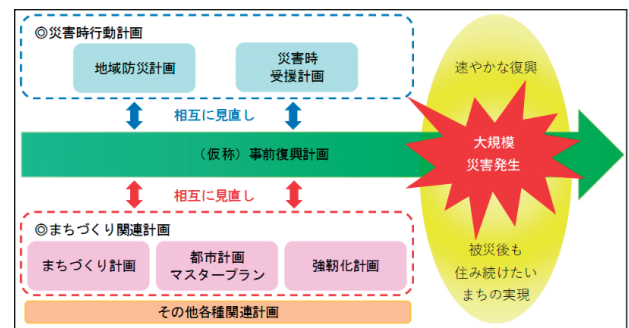 ◎災害時行動計画
地域防災計画
災害時
受援計画
相互に見直し
（仮称）事前復興計画
相互に見直し
◎まちづくり関連計画
まちづくり計画
都市計画
マスタープラン
強靭化計画
その他各種関連計画
速やかな復興
大規模
災害発生
被災後も
住み続けたい
まちの実現